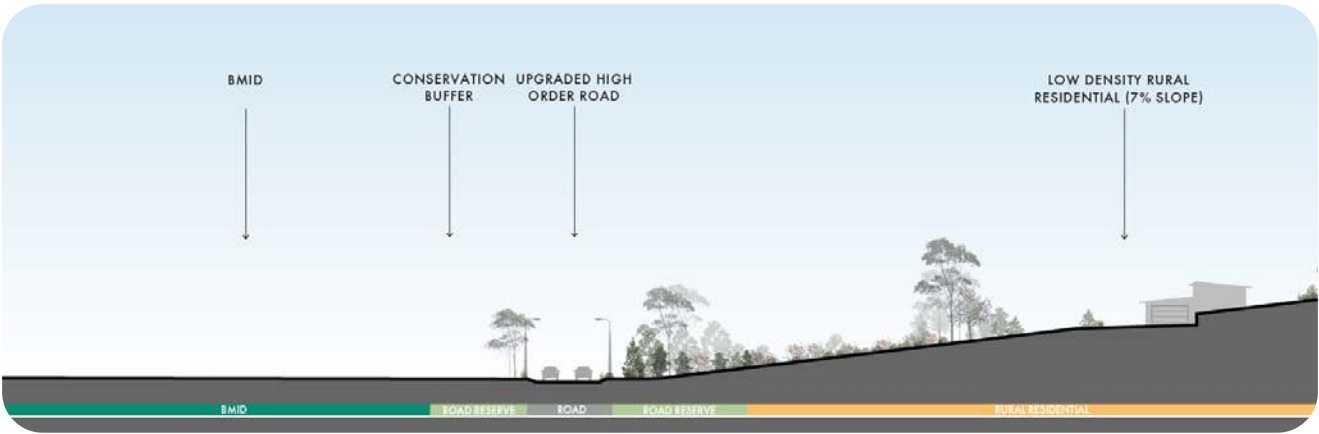 BMID
CONSERVATION
BUFFER
UPGRADED HIGH
ORDER ROAD
LOW DENSITY RURAL
RESIDENTIAL (7% SLOPE)
BMID
ROAD RESERVE
ROAD
ROAD RESERVE
RURAL RESIDENTIAL